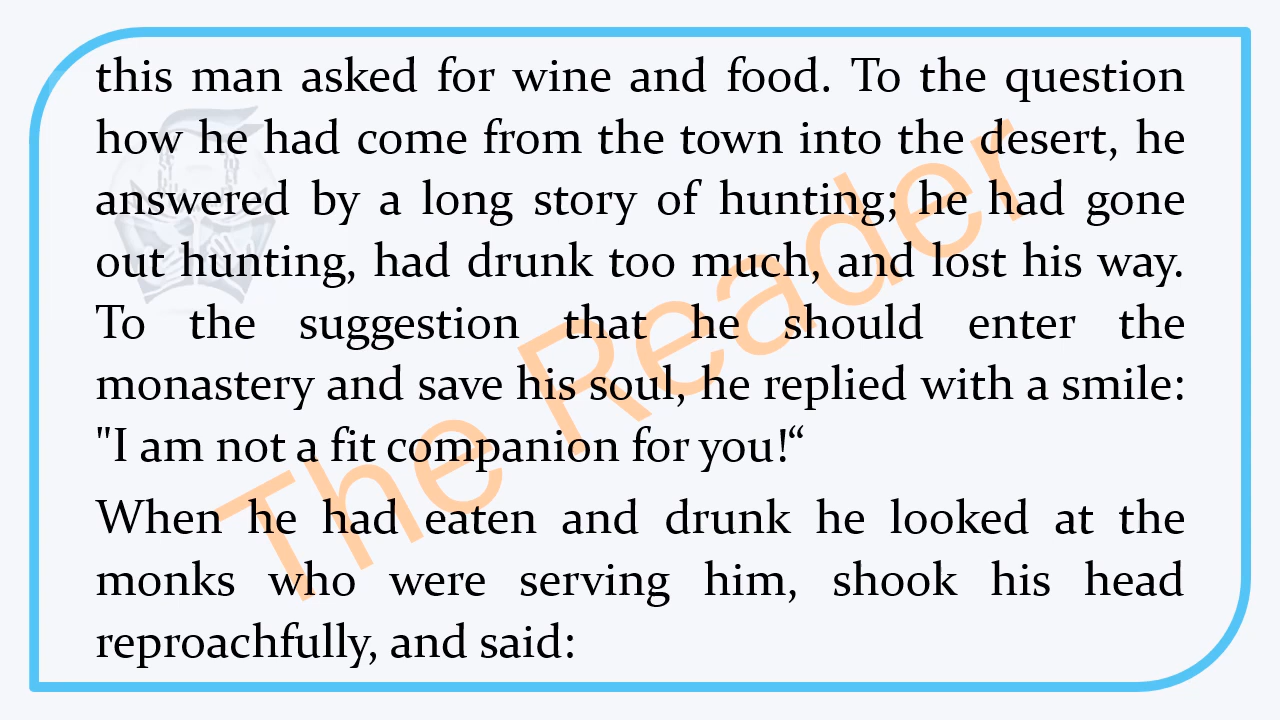 this man asked for wine and food. To the question
how he had come from the town into the desert, he
answered by a long story of hunting; he had gone
out hunting, had drunk too much, and lost his way.
To the suggestion that he should enter the
monastery and save his soul, he replied with a smile:
"I am not a fit companion for you!“
When he had eaten and drunk he looked at the
monks who were serving him, shook his head
reproachfully, and said:
The Reader